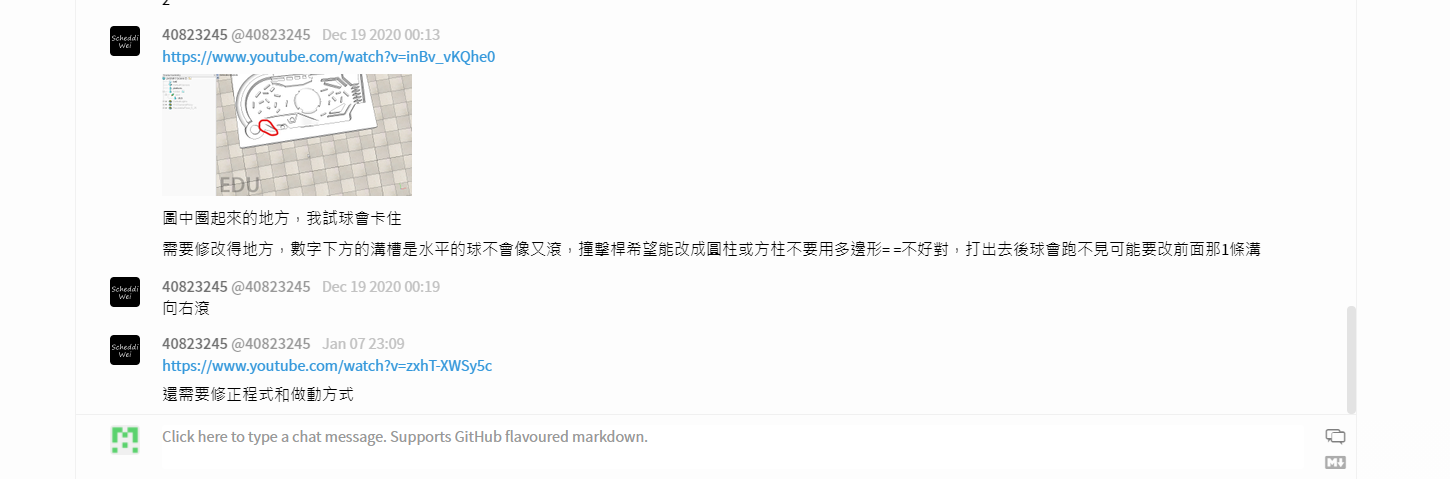 2
Scheddi
Wei
40823245 @40823245 Dec 19 2020 00:13
https://www.youtube.com/watch?v=inBv_vKQhe0
EDU
圖中圈起來的地方，我試球會卡住
需要修改得地方，數字下方的溝槽是水平的球不會像又滾，撞擊桿希望能改成圓柱或方柱不要用多邊形= =不好對，打出去後球會跑不見可能要改前面那1條溝
Scheddi
Wei
40823245 @40823245 Dec 19 2020 00:19
向右滾
Scheddi
Wei
40823245 @40823245 Jan 07 23:09
https://www.youtube.com/watch?v=zxhT-XWSy5c
還需要修正程式和做動方式
Click here to type a chat message. Supports GitHub flavoured markdown.
M